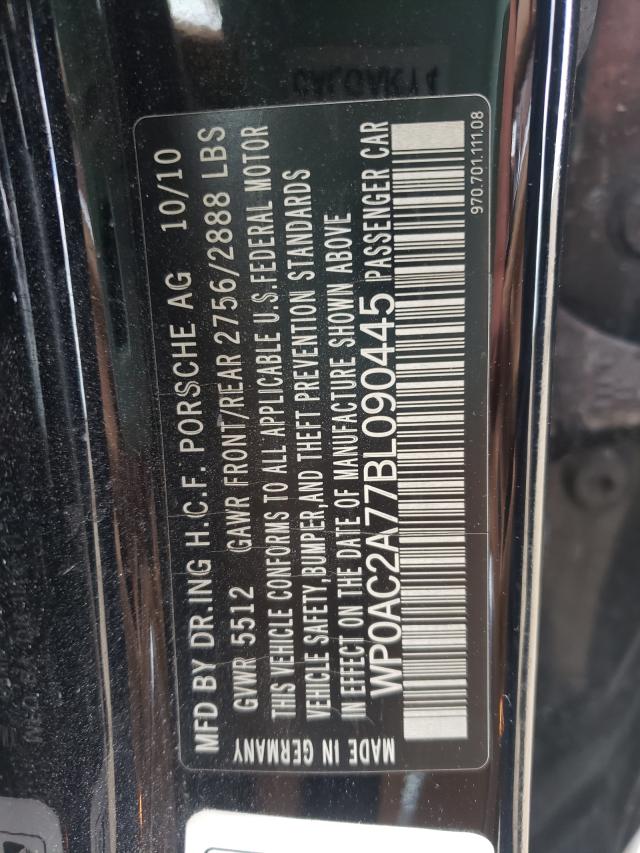 MFD BY DR.ING H.C.F. PORSCHE AG 10/10
GVWR 5512 GAWR FRONT/REAR 2756/2888 LBS
THIS VEHICLE CONFORMS TO ALL APPLICABLE U.S.FEDERAL MOTOR
VEHICLE SAFETY,BUMPER,AND THEFT PREVENTION STANDARDS
IN EFFECT ON THE DATE OF MANUFACTURE SHOWN ABOVE
WP0AC2A77BL090445 PASSENGER CAR
MADE IN GERMANY
970.701.111.08